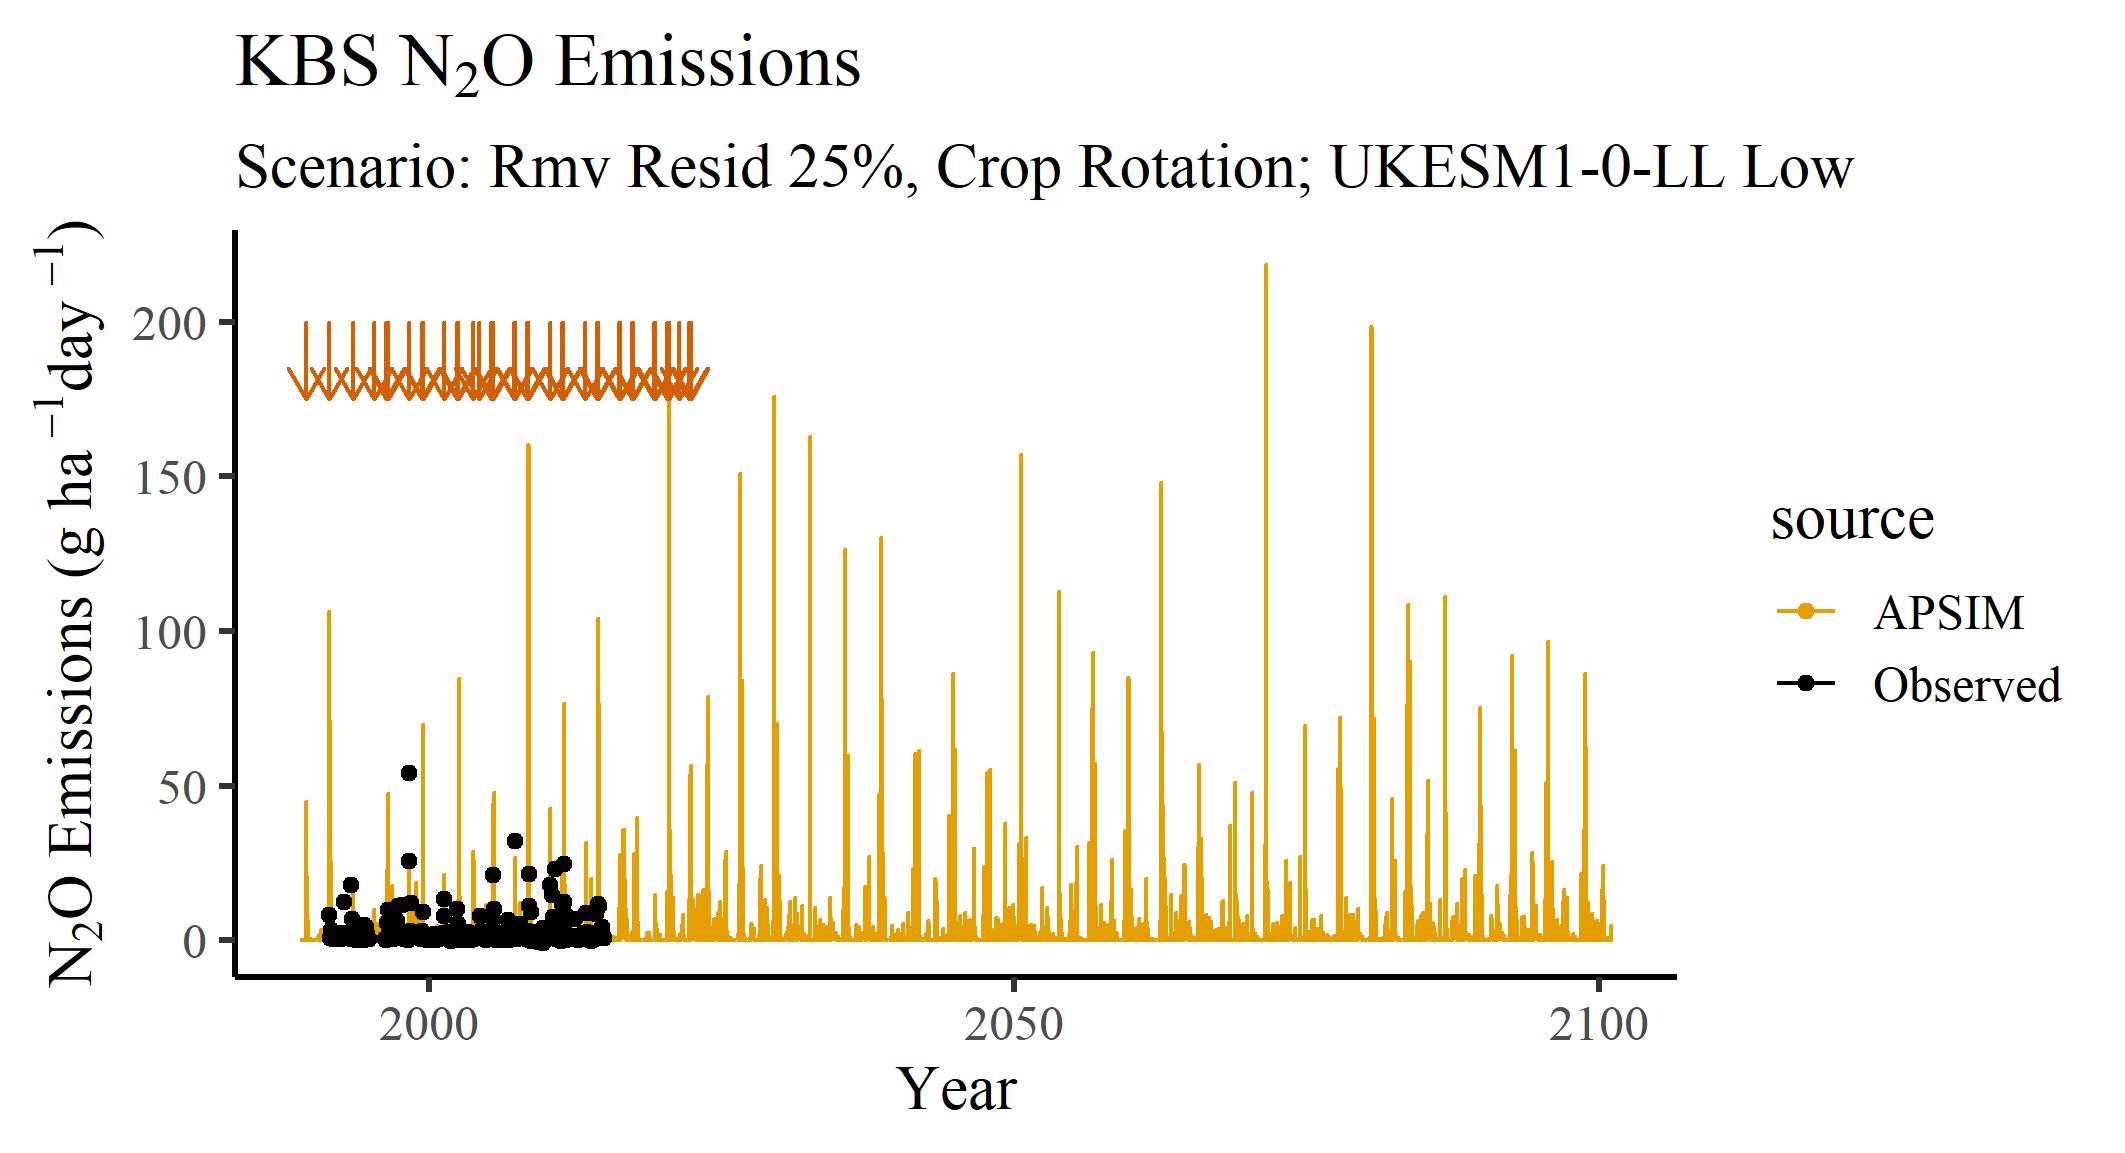 KBS N₂O Emissions
Scenario: Rmv Resid 25%, Crop Rotation; UKESM1-0-LL Low
N₂O Emissions (g ha ⁻¹day ⁻¹)
200
150
100
50
0
2000
2050
2100
Year
source
APSIM
Observed